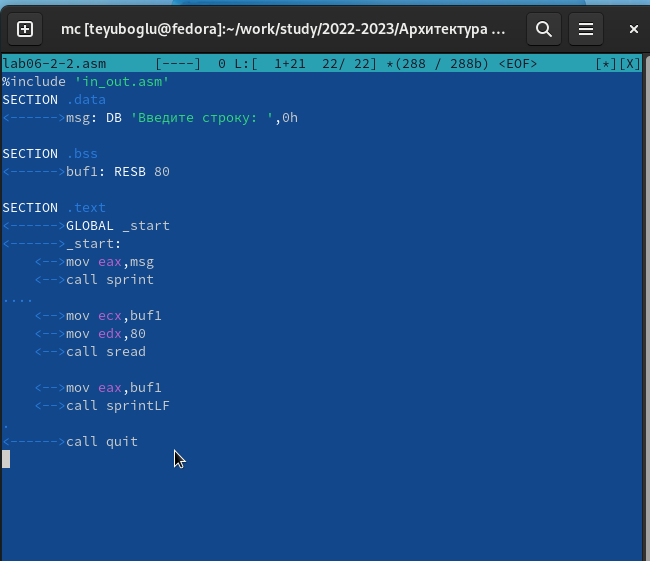 mc [teyuboglu@fedora]:~/work/study/2022-2023/Архитектура ...
lab06-2-2.asm [----] 0 L:[ 1+21 22/ 22] *(288 / 288b) <EOF> [*][X]
%include 'in_out.asm'
SECTION .data
<------>msg: DB 'Введите строку: ',0h
SECTION .bss
<------>buf1: RESB 80
SECTION .text
<------>GLOBAL _start
<------>_start:
<-->mov eax,msg
<-->call sprint
....
<-->mov ecx,buf1
<-->mov edx,80
<-->call sread
<-->mov eax,buf1
<-->call sprintLF
.
<------>call quit